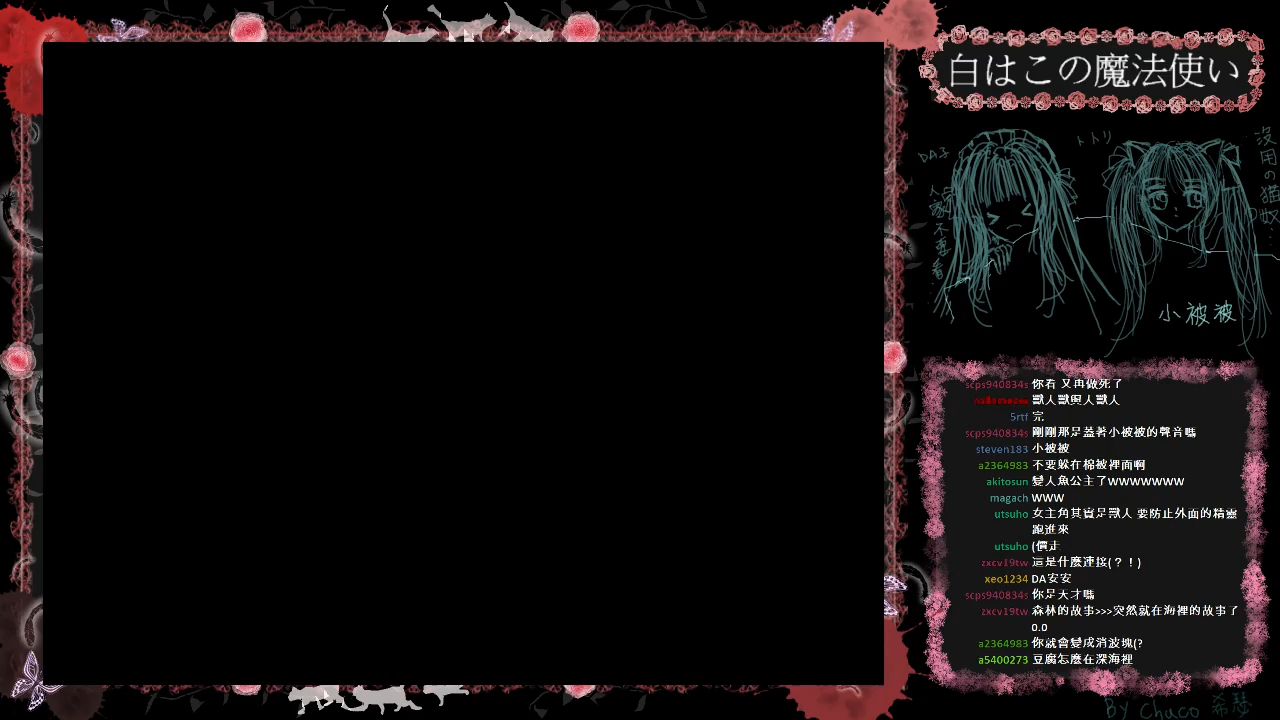 白はこの魔法使い
DA子
トトリ
没用の猫奴...
人家不要看..
小被被
scps940834s 你看 又再做死了
獸人獸與人獸人
5rtf 完
scps940834s 剛剛那是蓋著小被被的聲音嗎
steven183 小被被
a2364983 不要躲在棉被裡面啊
akitosun 變人魚公主了WWWWWWW
magach WWW
utsuho 女主角其實是獸人 要防止外面的精靈
跑進來
utsuho (價走
zxcv19tw 這是什麼連接(？！)
xeo1234 DA安安
scps940834s 你是天才嗎
zxcv19tw 森林的故事>>>突然就在海裡的故事了
0.0
a2364983 你就會變成消波塊(?
a5400273 豆腐怎麼在深海裡
BY Chaco 希瑟